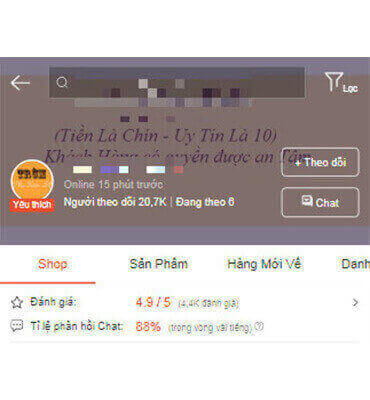 Lọc
(Tiền Là Chín - Uy Tín Là 10)
Khách Hàng có quyền được an Tâm
+ Theo dõi
Online 15 phút trước
Yêu thích
Người theo dõi 20,7K | Đang theo 6
Chat
Shop
Sản Phẩm
Hàng Mới Về
Danh
Đánh giá:
4.9 / 5 (4,4K đánh giá)
Tỉ lệ phản hồi Chat:
88% (trong vòng vài tiếng)